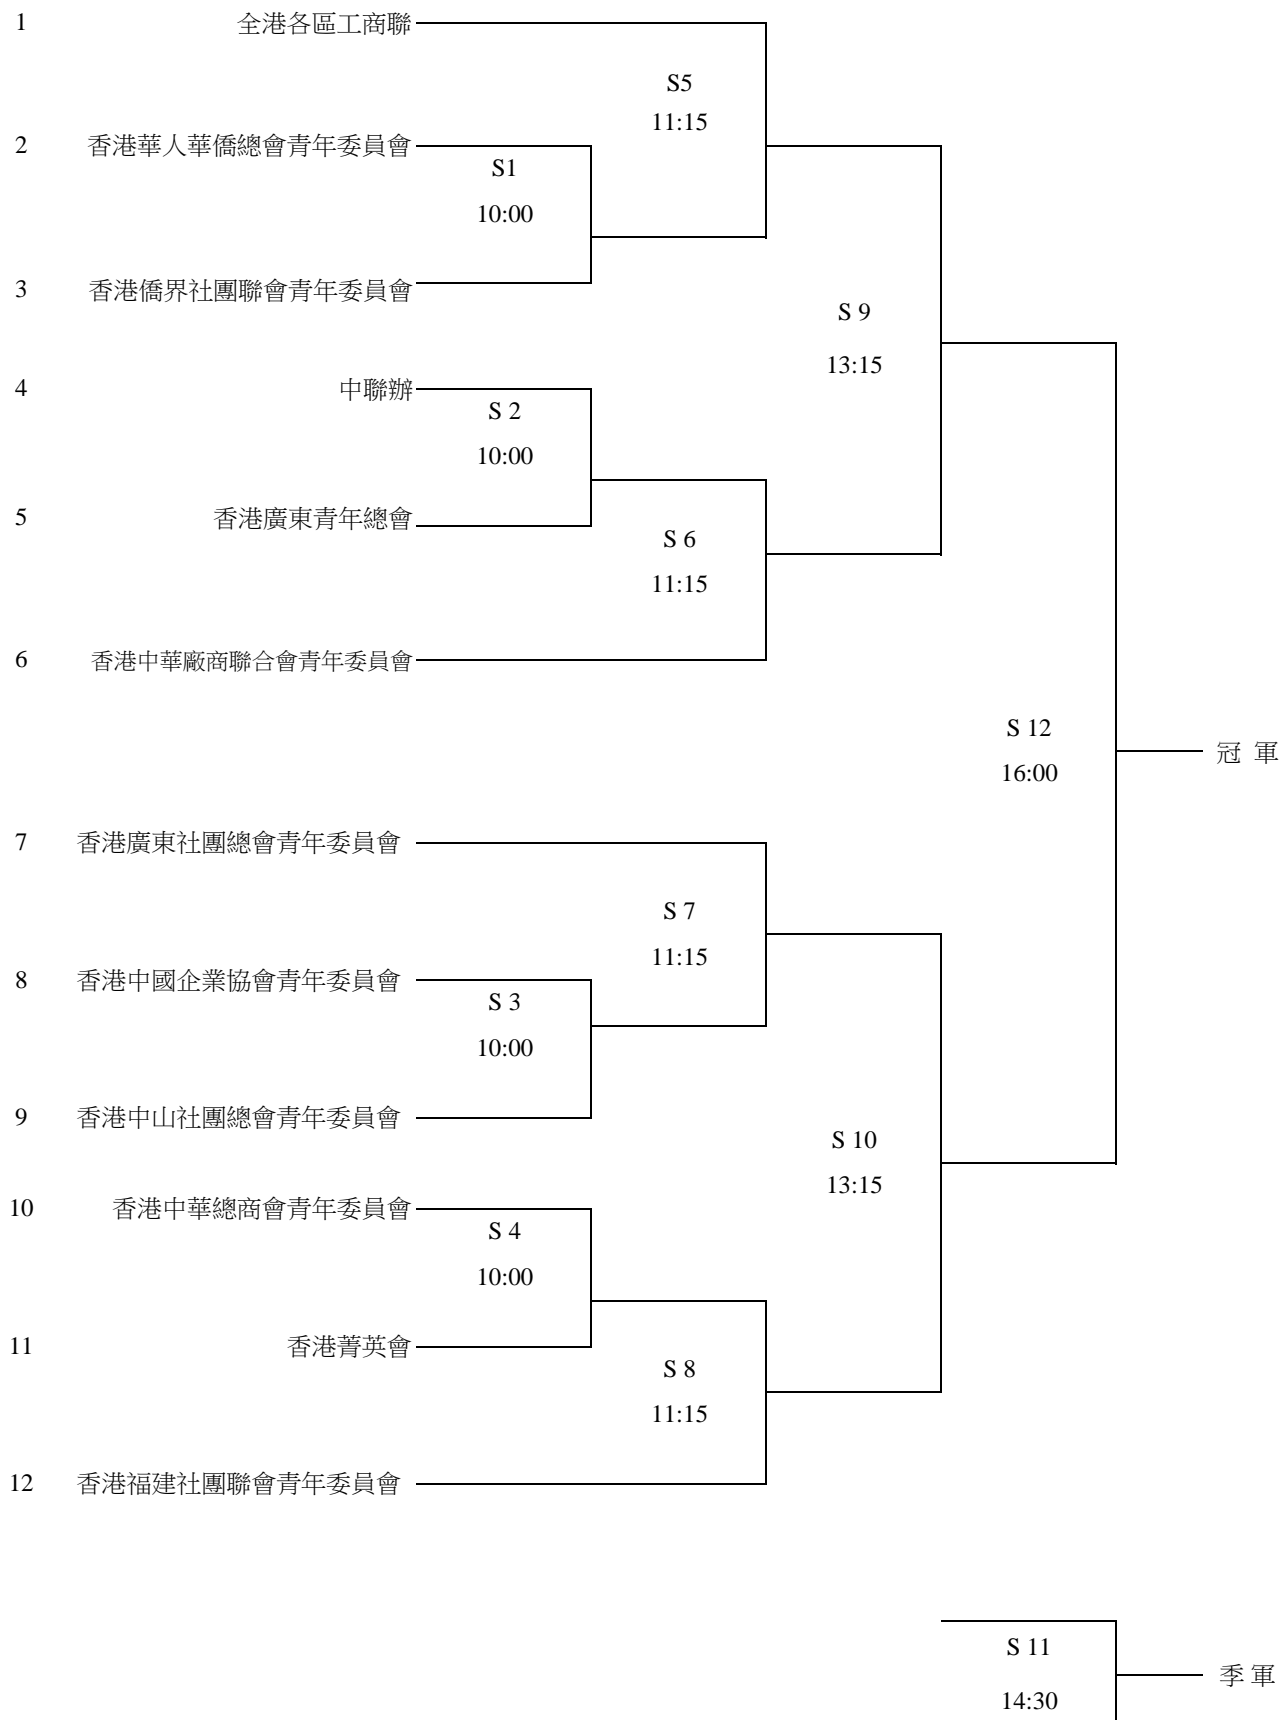 1 全港各區工商聯
S5
11:15
2 香港華人華僑總會青年委員會
S1
10:00
3 香港僑界社團聯會青年委員會
S 9
13:15
4 中聯辦
S 2
10:00
5 香港廣東青年總會
S 6
11:15
6 香港中華廠商聯合會青年委員會
S 12
16:00
冠 軍
7 香港廣東社團總會青年委員會
S 7
11:15
8 香港中國企業協會青年委員會
S 3
10:00
9 香港中山社團總會青年委員會
S 10
13:15
10 香港中華總商會青年委員會
S 4
10:00
11 香港菁英會
S 8
11:15
12 香港福建社團聯會青年委員會
S 11
14:30
季 軍